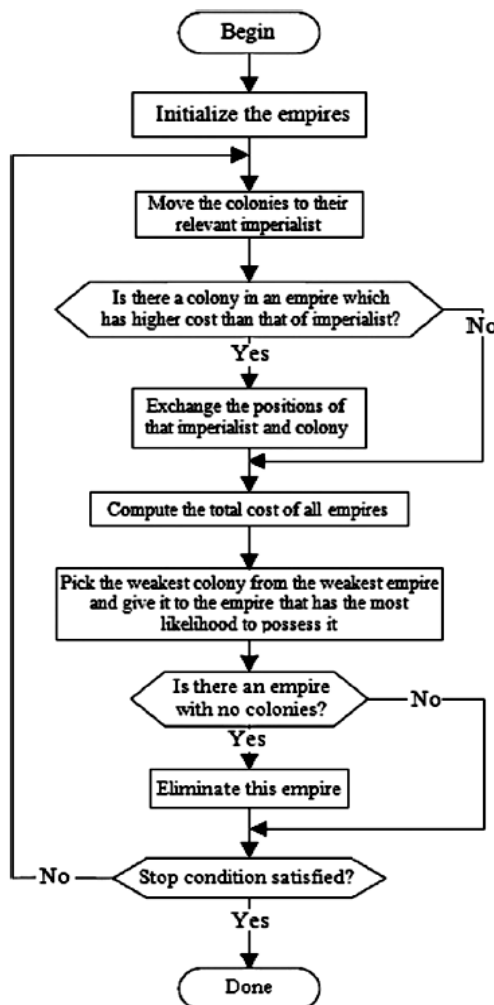 Begin
Initialize the empires
Move the colonies to their
relevant imperialist
Is there a colony in an empire which
has higher cost than that of imperialist?
No
Yes
Exchange the positions of
that imperialist and colony
Compute the total cost of all empires
Pick the weakest colony from the weakest empire
and give it to the empire that has the most
likelihood to possess it
Is there an empire
with no colonies?
No
Yes
Eliminate this empire
No
Stop condition satisfied?
Yes
Done